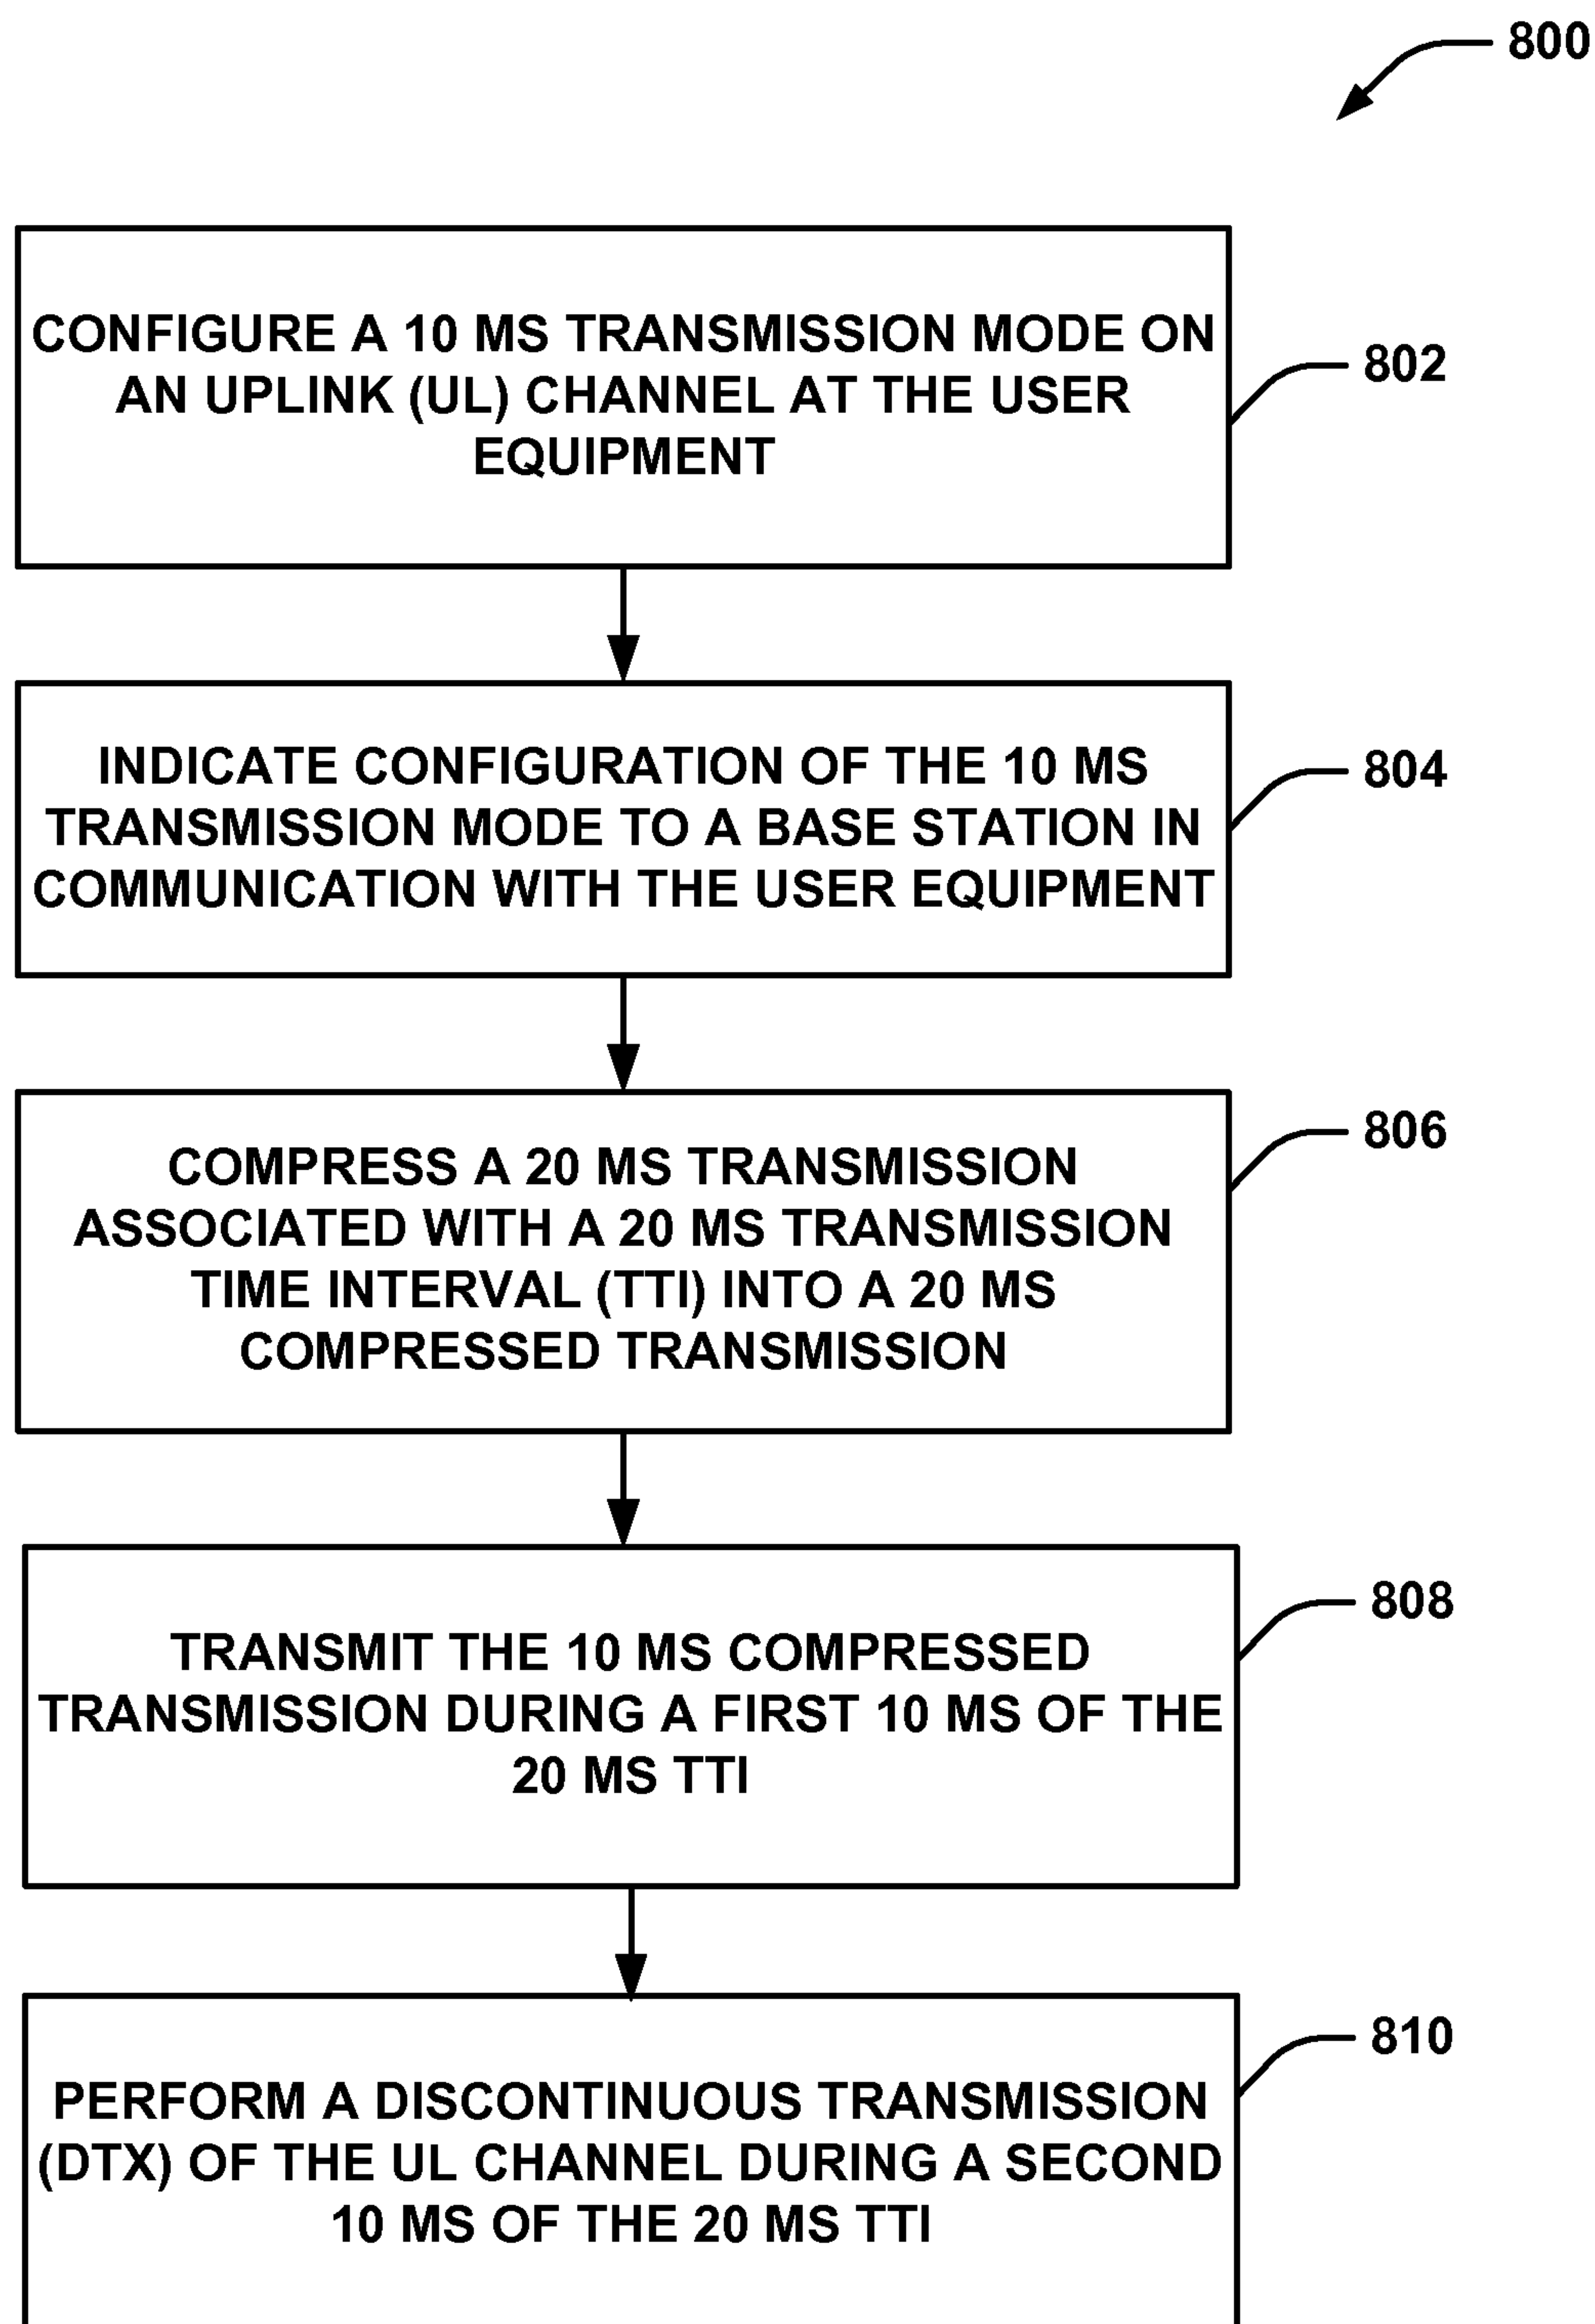 800
CONFIGURE A 10 MS TRANSMISSION MODE ON
AN UPLINK (UL) CHANNEL AT THE USER
EQUIPMENT
802
INDICATE CONFIGURATION OF THE 10 MS
TRANSMISSION MODE TO A BASE STATION IN
COMMUNICATION WITH THE USER EQUIPMENT
804
COMPRESS A 20 MS TRANSMISSION
ASSOCIATED WITH A 20 MS TRANSMISSION
TIME INTERVAL (TTI) INTO A 20 MS
COMPRESSED TRANSMISSION
806
TRANSMIT THE 10 MS COMPRESSED
TRANSMISSION DURING A FIRST 10 MS OF THE
20 MS TTI
808
PERFORM A DISCONTINUOUS TRANSMISSION
(DTX) OF THE UL CHANNEL DURING A SECOND
10 MS OF THE 20 MS TTI
810